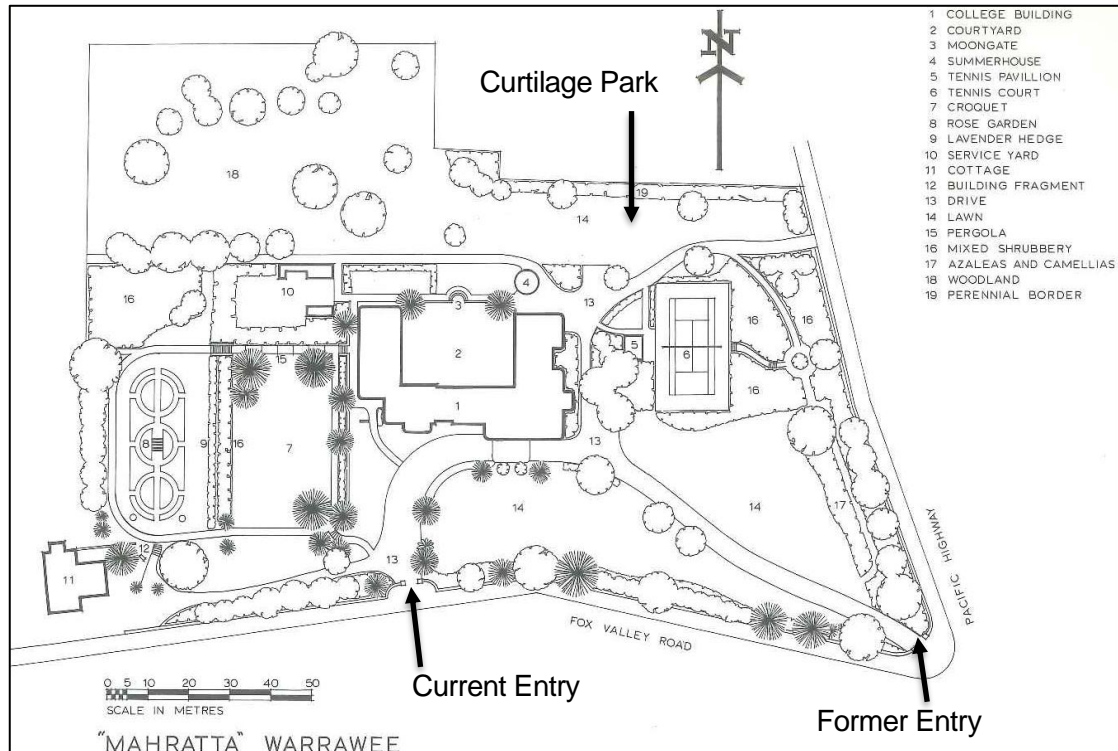 1 COLLEGE BUILDING
2 COURTYARD
3 MOONGATE
4 SUMMERHOUSE
5 TENNIS PAVILLION
6 TENNIS COURT
7 CROQUET
8 ROSE GARDEN
9 LAVENDER HEDGE
10 SERVICE YARD
11 COTTAGE
12 BUILDING FRAGMENT
13 DRIVE
14 LAWN
15 PERGOLA
16 MIXED SHRUBBERY
17 AZALEAS AND CAMELLIAS
18 WOODLAND
19 PERENNIAL BORDER
N
Curtilage Park
18
19
14
16
10
4
13
3
16
16
5
6
2
15
16
1
8
9
16
7
13
14
14
17
12
11
13
PACIFIC HIGHWAY
FOX VALLEY ROAD
Current Entry
Former Entry
0 5 10 20 30 40 50
SCALE IN METRES
"MAHRATTA" WARRAWEE